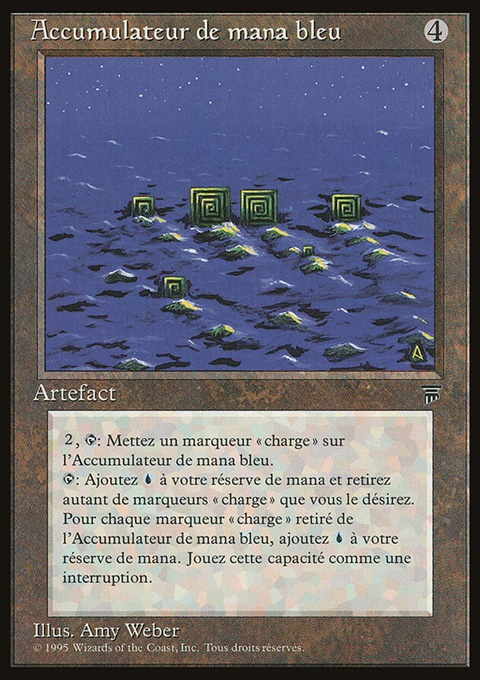 Accumulateur de mana bleu 4
A
Artefact
2, : Mettez un marqueur «charge» sur
l'Accumulateur de mana bleu.
: Ajoutez à votre réserve de mana et retirez
autant de marqueurs «charge» que vous le désirez.
Pour chaque marqueur «charge» retiré de
l'Accumulateur de mana bleu, ajoutez à votre
réserve de mana. Jouez cette capacité comme une
interruption.
Illus. Amy Weber
© 1995 Wizards of the Coast, Inc. Tous droits réservés.